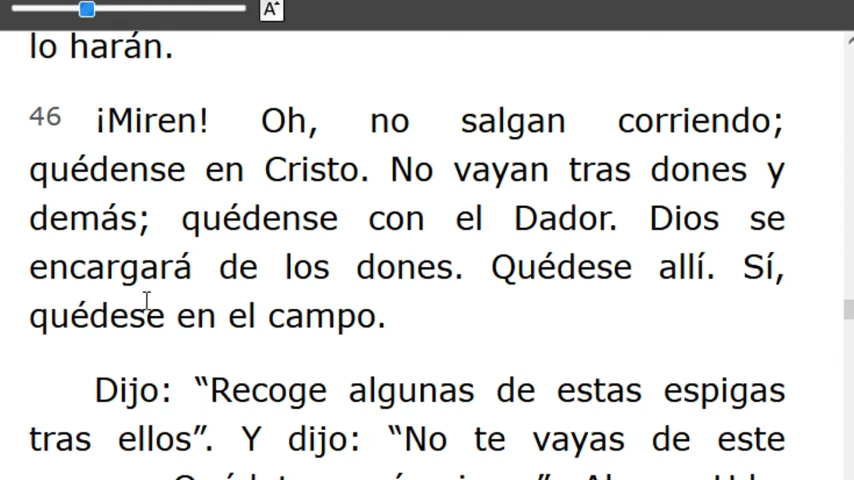 A
lo harán.
46 ¡Miren! Oh, no salgan corriendo;
quédense en Cristo. No vayan tras dones y
demás; quédense con el Dador. Dios se
encargará de los dones. Quédese allí. Sí,
quédese en el campo.
Dijo: “Recoge algunas de estas espigas
tras ellos”. Y dijo: “No te vayas de este